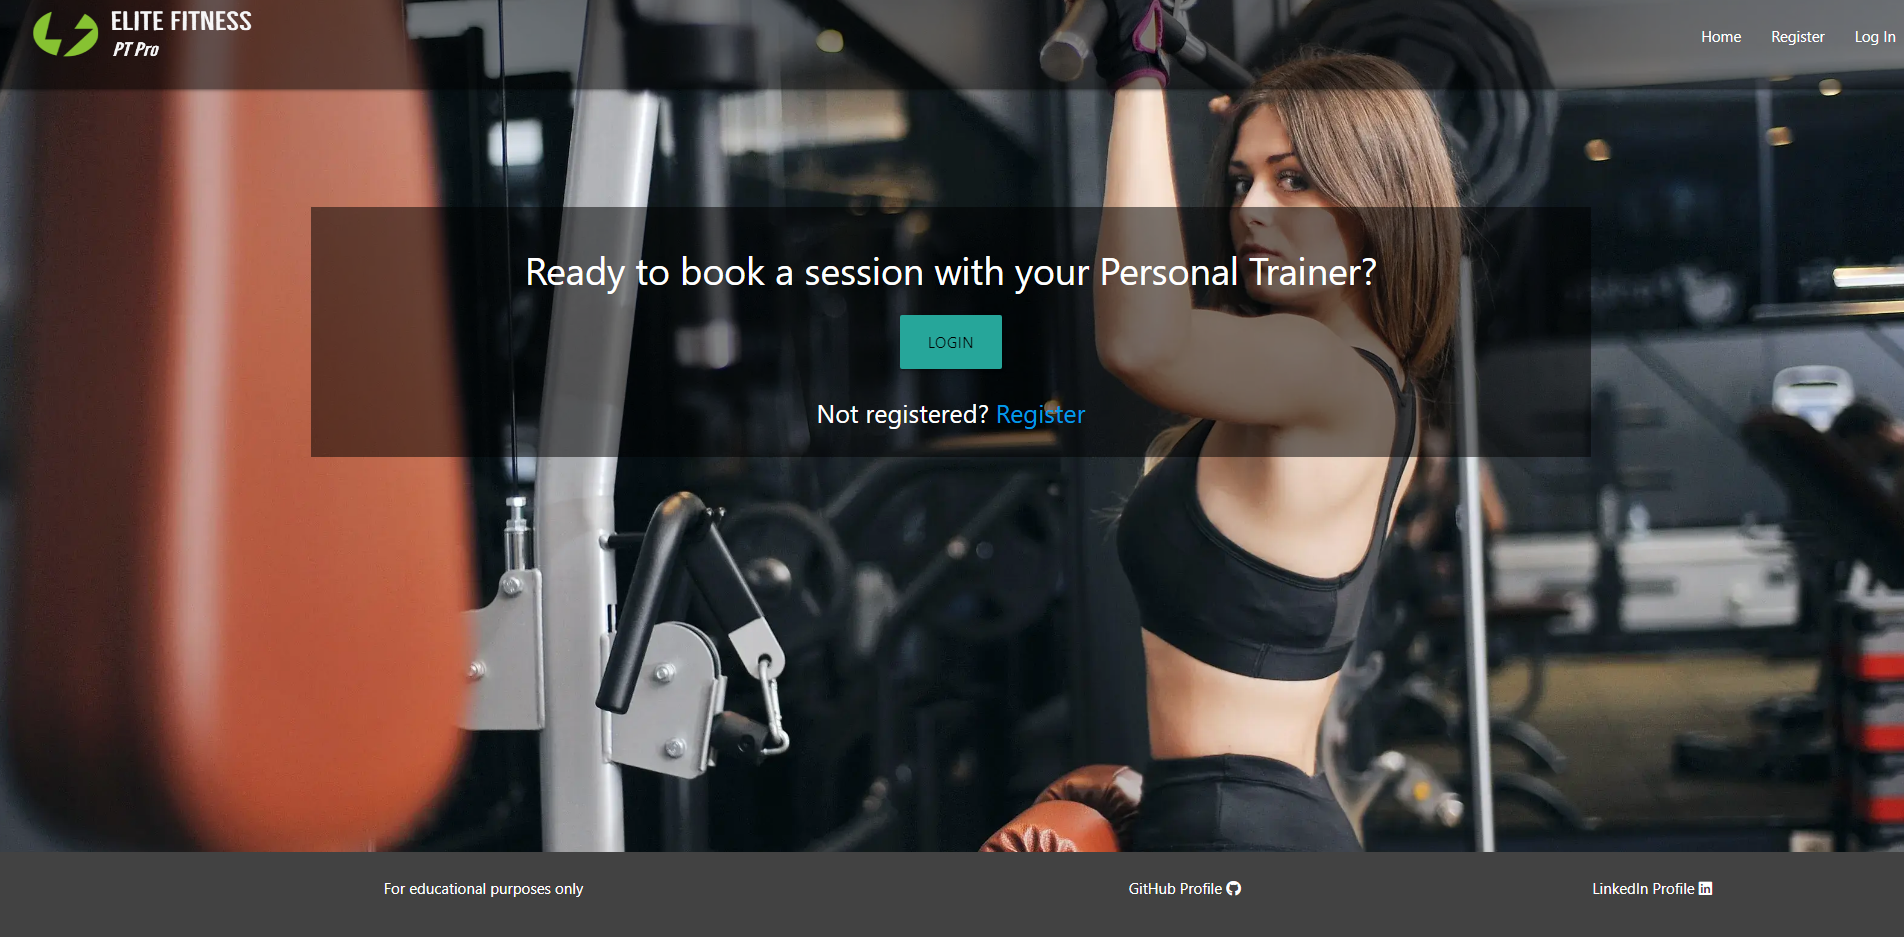 ELITE FITNESS
PT Pro
Home Register Log In
Ready to book a session with your Personal Trainer?
LOGIN
Not registered? Register
For educational purposes only GitHub Profile LinkedIn Profile